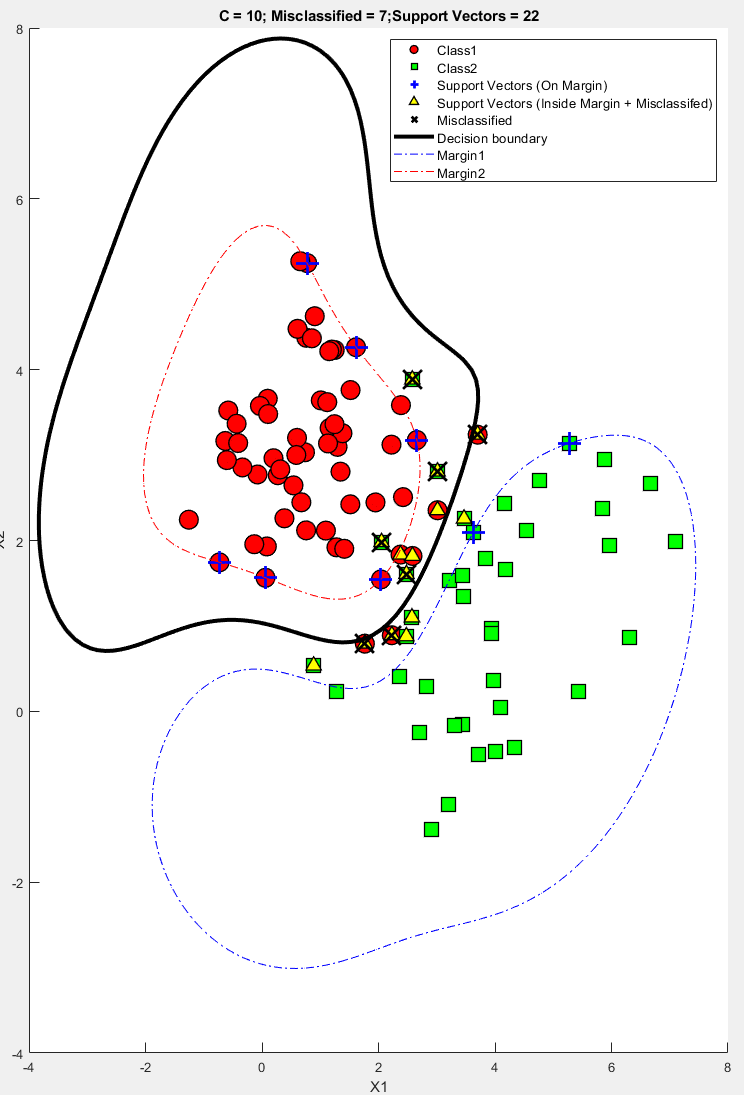 C = 10; Misclassified = 7;Support Vectors = 22
8
Class1
Class2
Support Vectors (On Margin)
Support Vectors (Inside Margin + Misclassifed)
Misclassified
Decision boundary
Margin1
Margin2
6
4
2
X2
0
-2
-4
-4 -2 0 2 4 6 8
X1